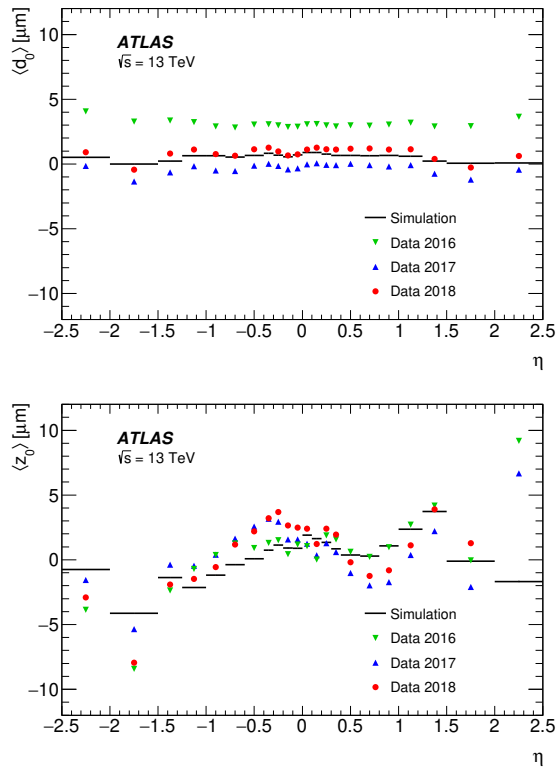 ⟨d₀⟩ [μm]
10
5
0
−5
−10
ATLAS
√s = 13 TeV
Simulation
Data 2016
Data 2017
Data 2018
−2.5 −2 −1.5 −1 −0.5 0 0.5 1 1.5 2 2.5
η
⟨z₀⟩ [μm]
10
5
0
−5
−10
ATLAS
√s = 13 TeV
Simulation
Data 2016
Data 2017
Data 2018
−2.5 −2 −1.5 −1 −0.5 0 0.5 1 1.5 2 2.5
η